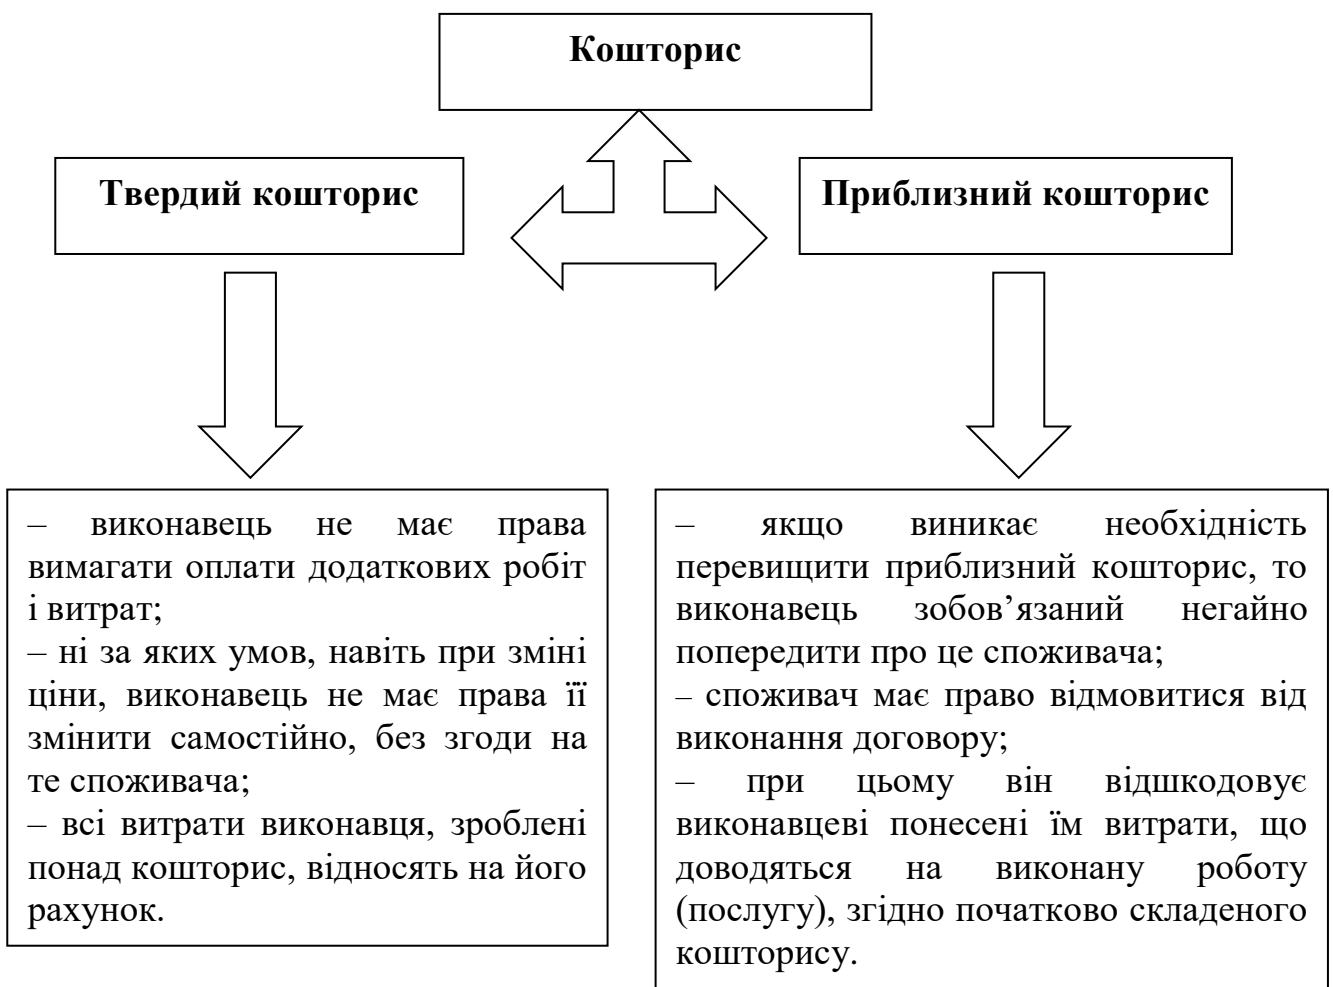 Кошторис
Твердий кошторис
Приблизний кошторис
– виконавець не має права
вимагати оплати додаткових робіт
і витрат;
– ні за яких умов, навіть при зміні
ціни, виконавець не має права її
змінити самостійно, без згоди на
те споживача;
– всі витрати виконавця, зроблені
понад кошторис, відносять на його
рахунок.
– якщо виникає необхідність
перевищити приблизний кошторис, то
виконавець зобов’язаний негайно
попередити про це споживача;
– споживач має право відмовитися від
виконання договору;
– при цьому він відшкодовує
виконавцеві понесені їм витрати, що
доводяться на виконану роботу
(послугу), згідно початково складеного
кошторису.